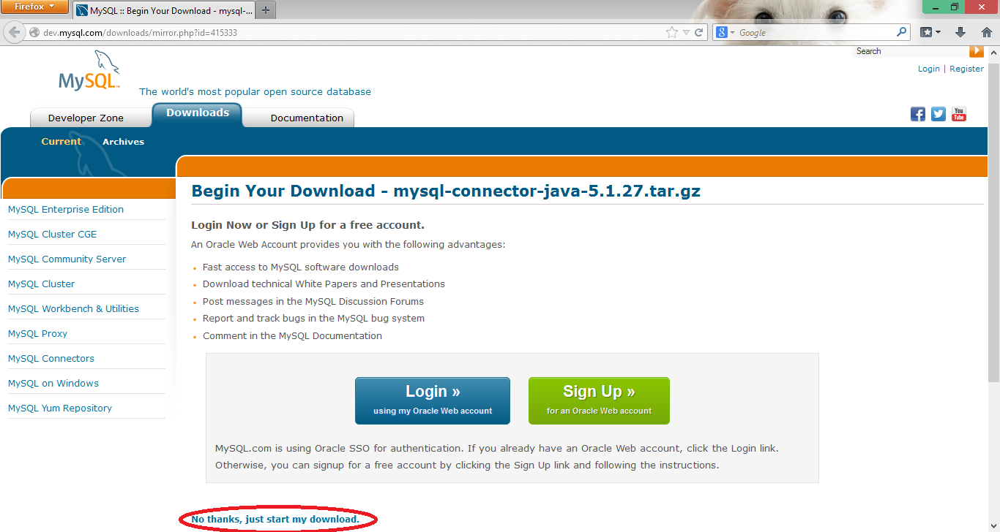 Firefox
MySQL :: Begin Your Download - mysql-...
dev.mysql.com/downloads/mirror.php?id=415333
Google
Search
Login | Register
MySQL™
The world's most popular open source database
Developer Zone
Downloads
Documentation
You Tube
Current
Archives
Begin Your Download - mysql-connector-java-5.1.27.tar.gz
MySQL Enterprise Edition
MySQL Cluster CGE
MySQL Community Server
MySQL Cluster
MySQL Workbench & Utilities
MySQL Proxy
MySQL Connectors
MySQL on Windows
MySQL Yum Repository
Login Now or Sign Up for a free account.
An Oracle Web Account provides you with the following advantages:
Fast access to MySQL software downloads
Download technical White Papers and Presentations
Post messages in the MySQL Discussion Forums
Report and track bugs in the MySQL bug system
Comment in the MySQL Documentation
Login »
using my Oracle Web account
Sign Up »
for an Oracle Web account
MySQL.com is using Oracle SSO for authentication. If you already have an Oracle Web account, click the Login link.
Otherwise, you can signup for a free account by clicking the Sign Up link and following the instructions.
No thanks, just start my download.